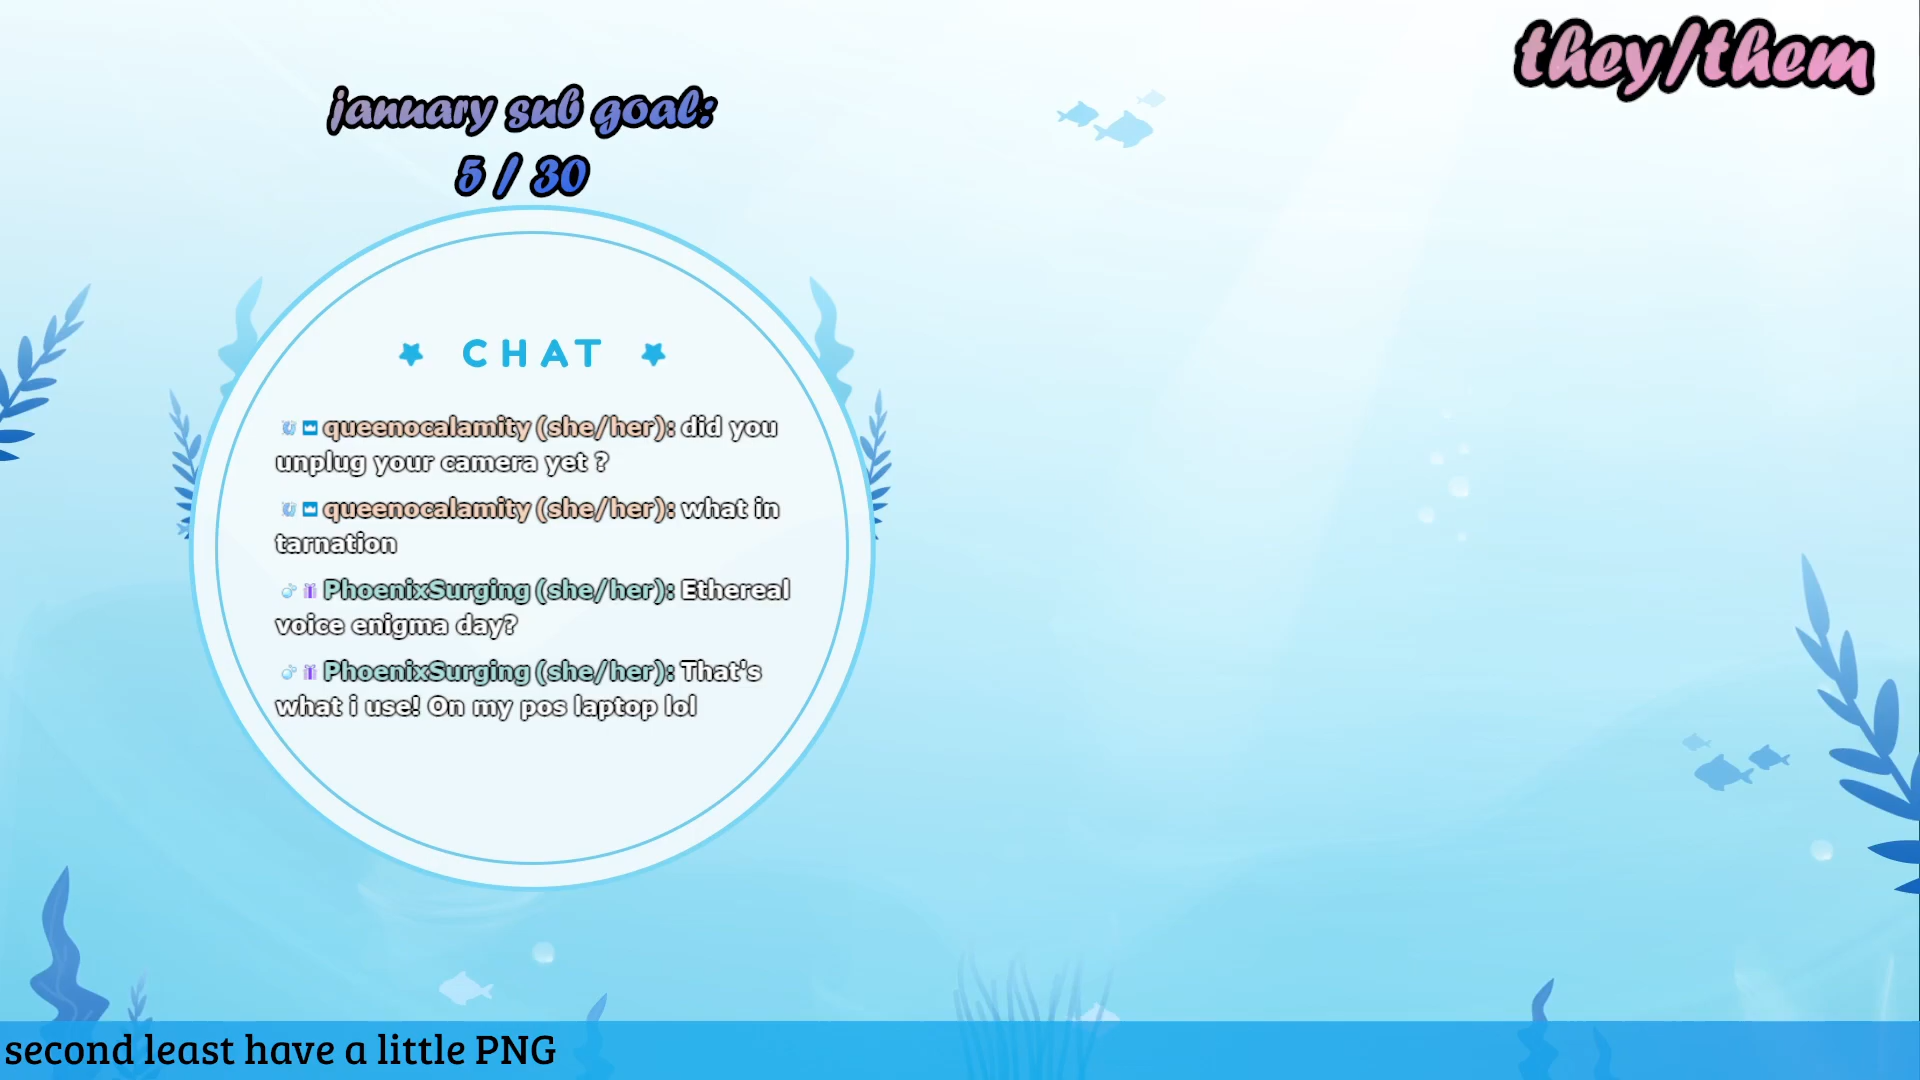 they/them
january sub goal:
5 / 30
CHAT
queenocalamity (she/her): did you
unplug your camera yet ?
queenocalamity (she/her): what in
tarnation
PhoenixSurging (she/her): Ethereal
voice enigma day?
PhoenixSurging (she/her): That's
what i use! On my pos laptop lol
second least have a little PNG